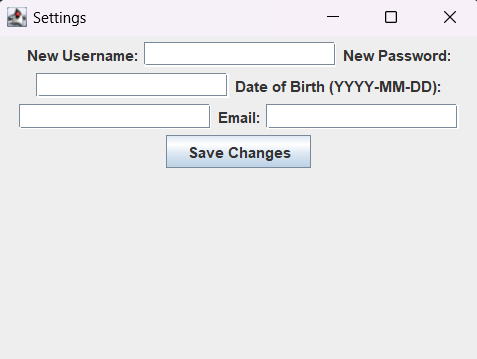 Settings
New Username: New Password:
Date of Birth (YYYY-MM-DD):
Email:
Save Changes